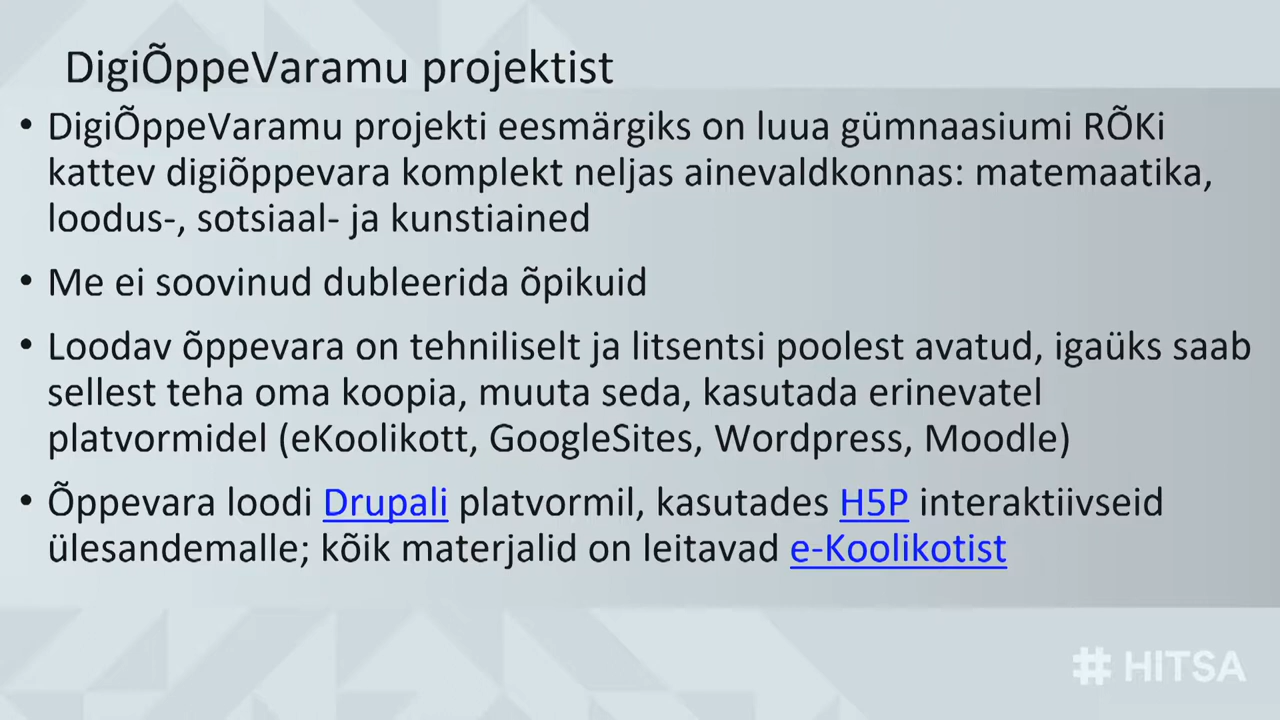 DigiÕppeVaramu projektist
• DigiÕppeVaramu projekti eesmärgiks on luua gümnaasiumi RÕKi
kattev digiõppevara komplekt neljas ainevaldkonnas: matemaatika,
loodus-, sotsiaal- ja kunstiained
• Me ei soovinud dubleerida õpikuid
• Loodav õppevara on tehniliselt ja litsentsi poolest avatud, igaüks saab
sellest teha oma koopia, muuta seda, kasutada erinevatel
platvormidel (eKoolikott, GoogleSites, Wordpress, Moodle)
• Õppevara loodi Drupali platvormil, kasutades H5P interaktiivseid
ülesandemalle; kõik materjalid on leitavad e-Koolikotist
# HITSA